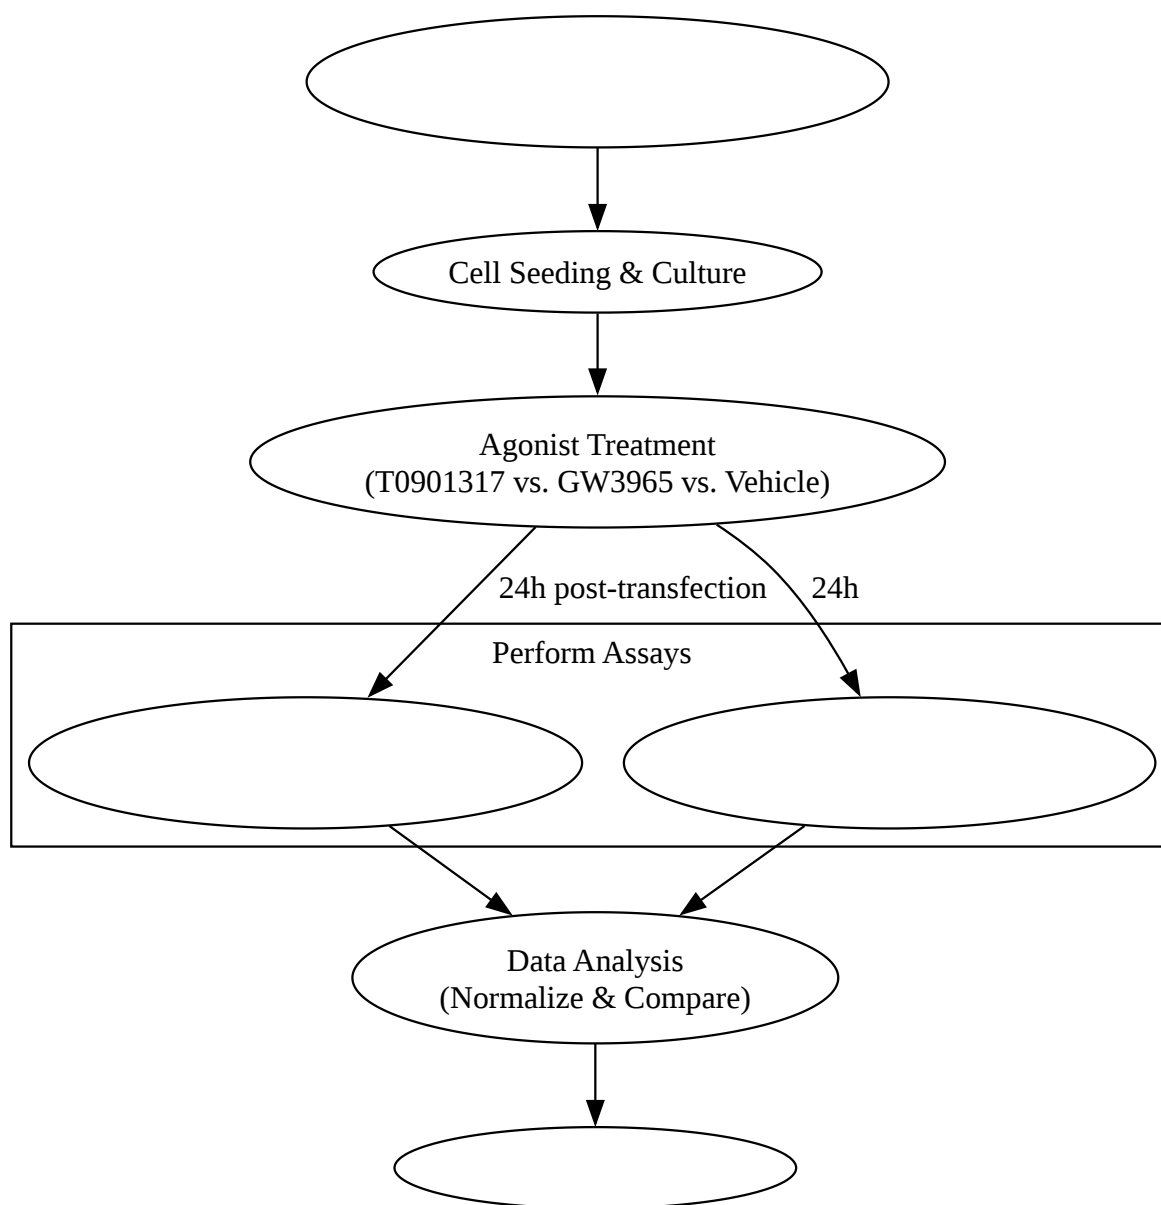 Cell Seeding & Culture
Agonist Treatment
(T0901317 vs. GW3965 vs. Vehicle)
24h post-transfection
24h
Perform Assays
Data Analysis
(Normalize & Compare)